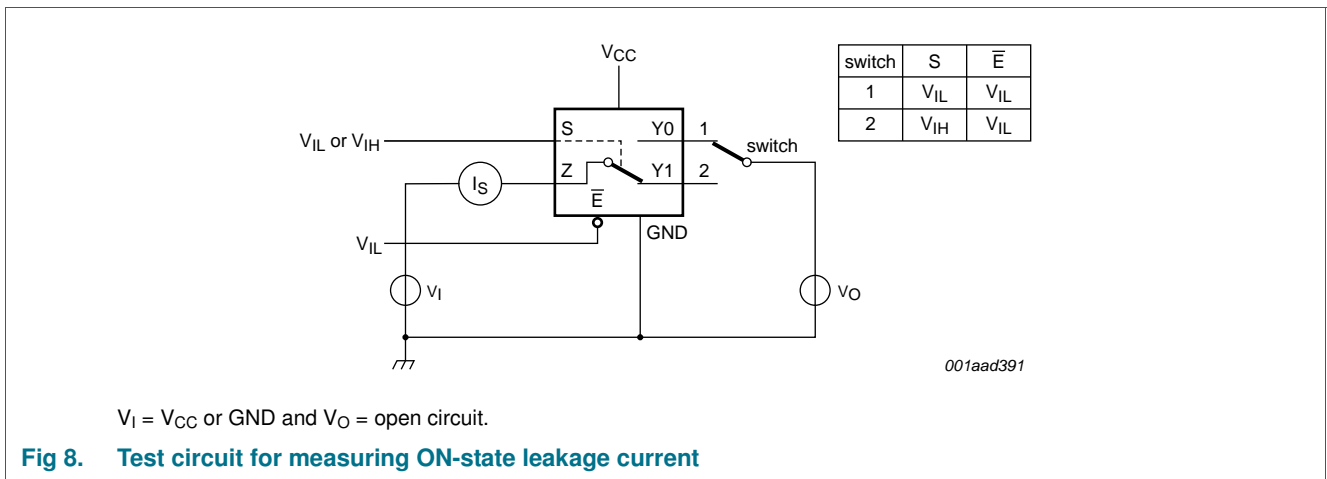 VCC
switch S E̅
1 VIL VIL
2 VIH VIL
VIL or VIH
S Y0 1 switch
IS Z Y1 2
E̅
GND
VIL
VI VO
001aad391
VI = VCC or GND and VO = open circuit.
Fig 8. Test circuit for measuring ON-state leakage current